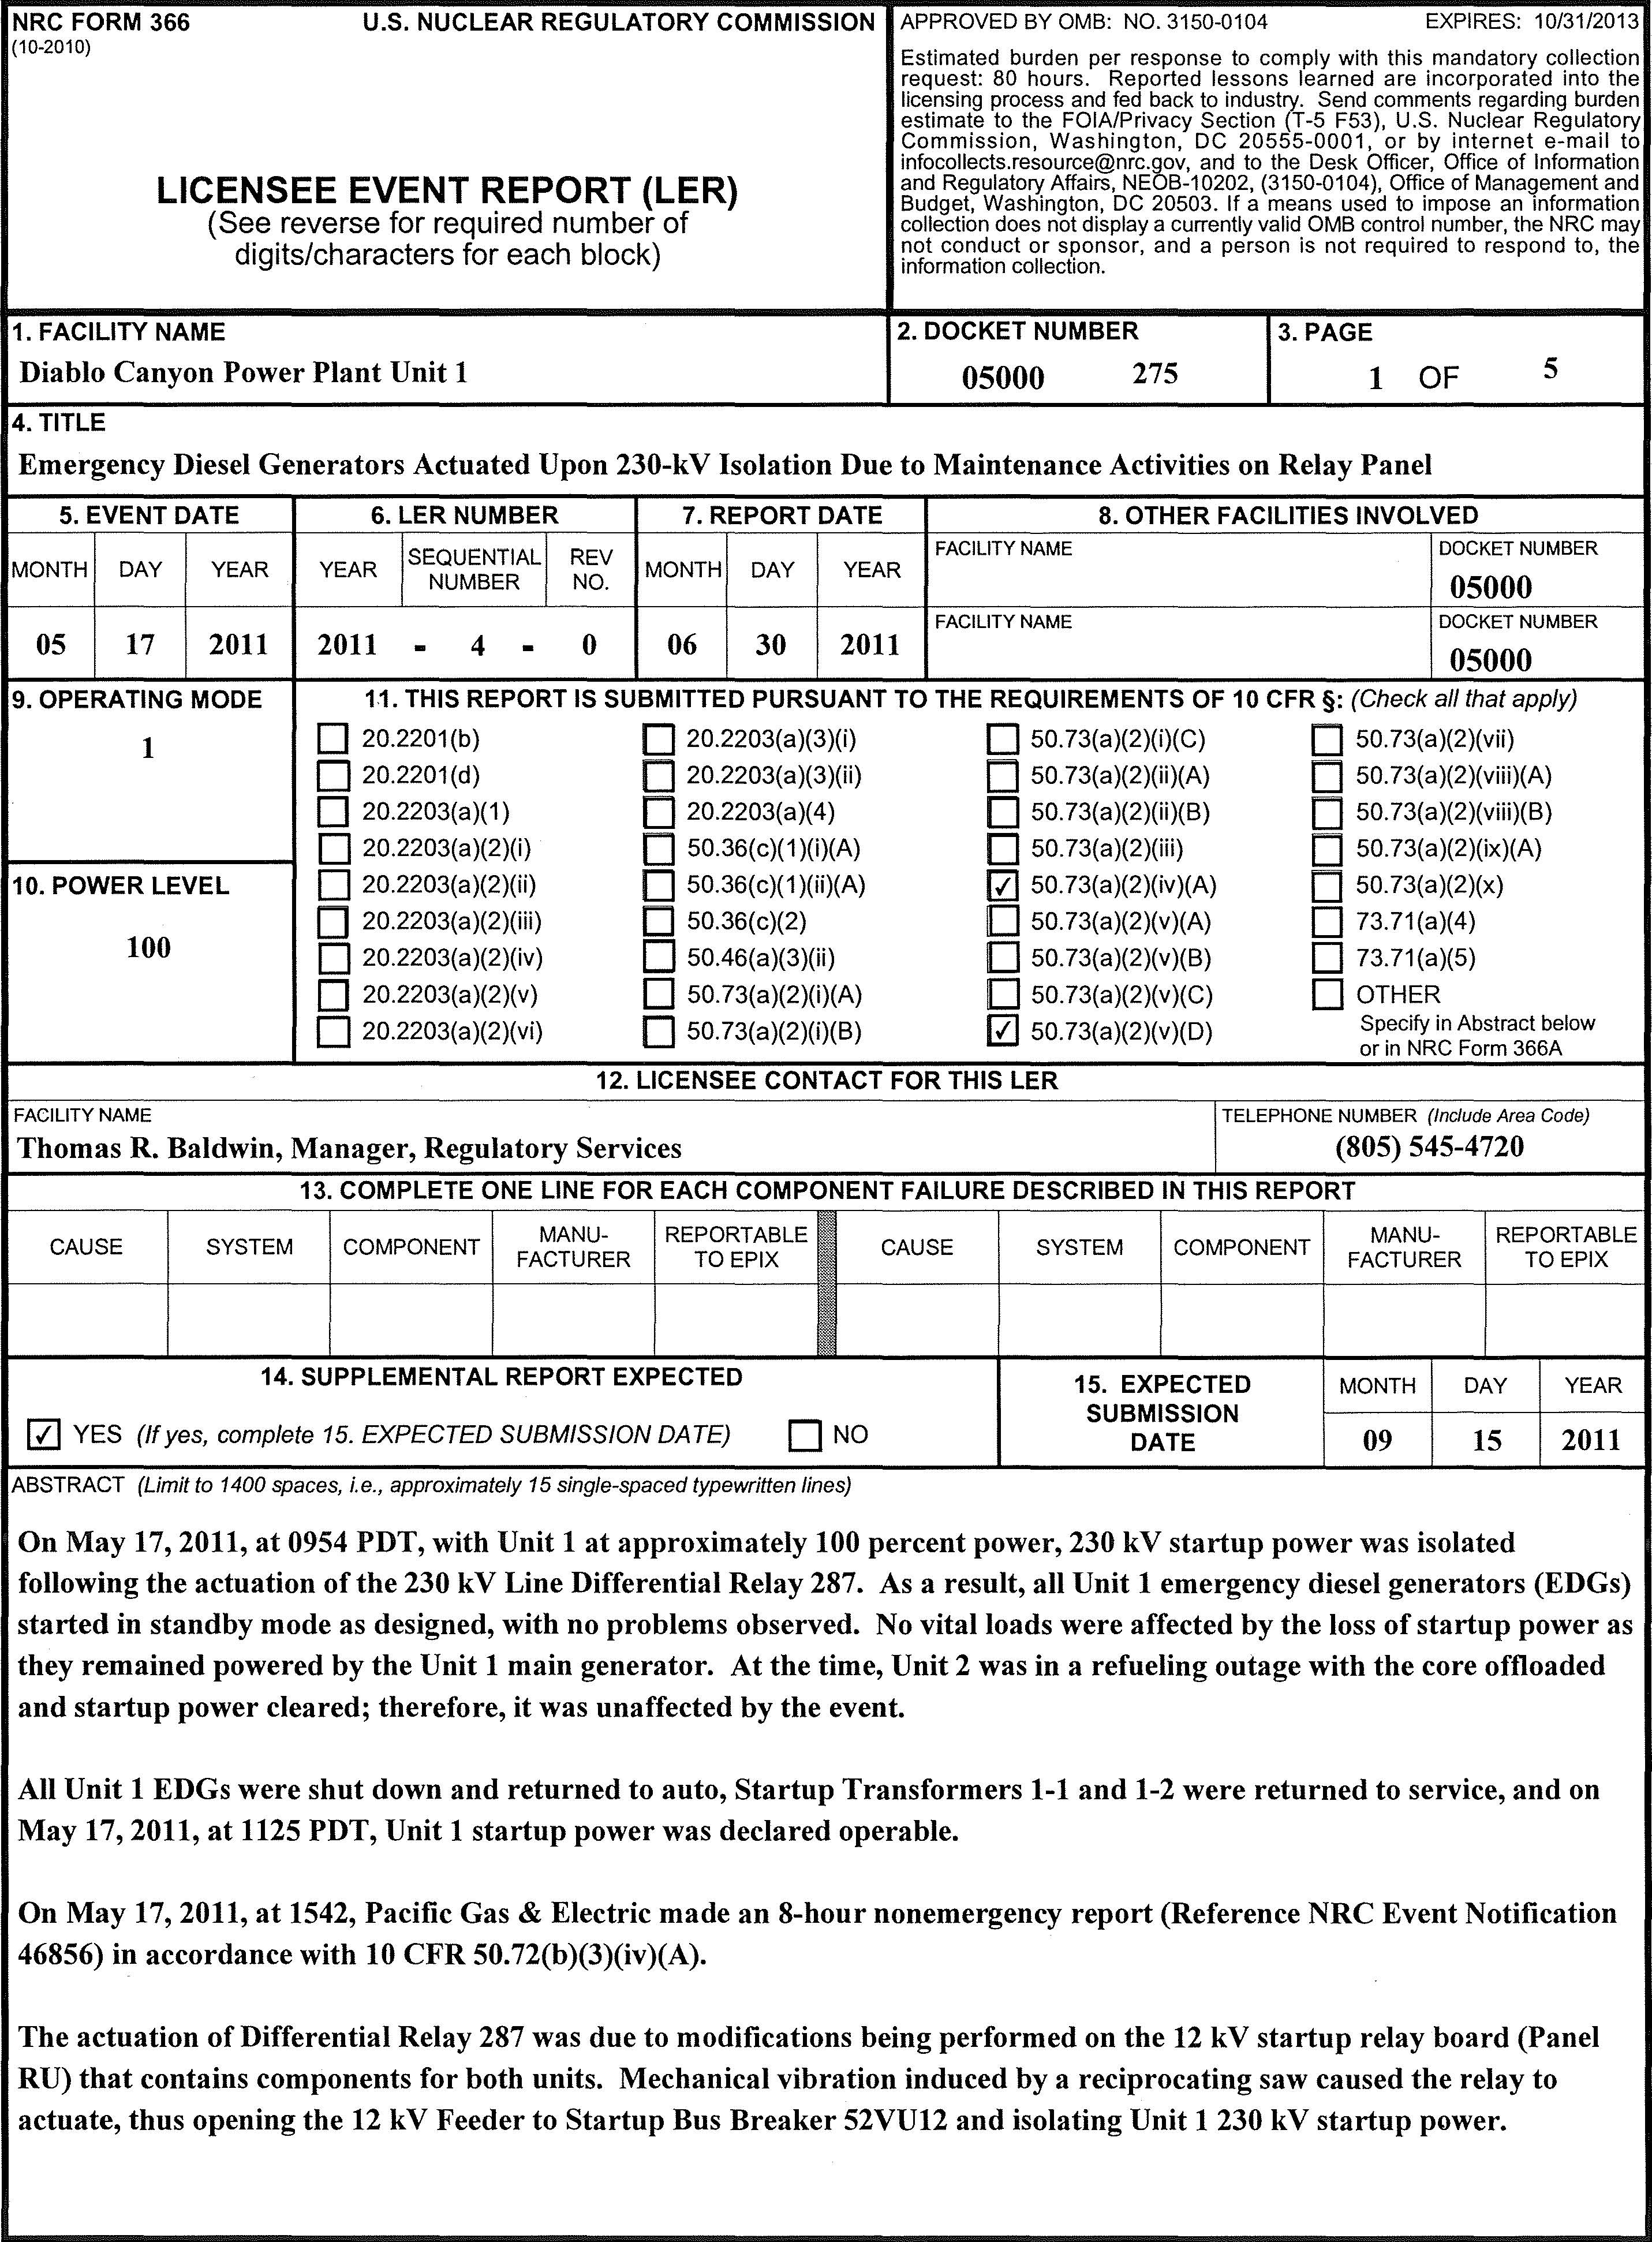 NRC FORM 366
(10-2010)
U.S. NUCLEAR REGULATORY COMMISSION
LICENSEE EVENT REPORT (LER)
(See reverse for required number of
digits/characters for each block)
APPROVED BY OMB: NO. 3150-0104 EXPIRES: 10/31/2013
Estimated burden per response to comply with this mandatory collection
request: 80 hours. Reported lessons learned are incorporated into the
licensing process and fed back to industry. Send comments regarding burden
estimate to the FOIA/Privacy Section (T-5 F53), U.S. Nuclear Regulatory
Commission, Washington, DC 20555-0001, or by internet e-mail to
infocollects.resource@nrc.gov, and to the Desk Officer, Office of Information
and Regulatory Affairs, NEOB-10202, (3150-0104), Office of Management and
Budget, Washington, DC 20503. If a means used to impose an information
collection does not display a currently valid OMB control number, the NRC may
not conduct or sponsor, and a person is not required to respond to, the
information collection.
1. FACILITY NAME
Diablo Canyon Power Plant Unit 1
2. DOCKET NUMBER
05000 275
3. PAGE
1 OF 5
4. TITLE
Emergency Diesel Generators Actuated Upon 230-kV Isolation Due to Maintenance Activities on Relay Panel
5. EVENT DATE
MONTH DAY YEAR
05 17 2011
6. LER NUMBER
YEAR SEQUENTIAL NUMBER REV NO.
2011 - 4 - 0
7. REPORT DATE
MONTH DAY YEAR
06 30 2011
8. OTHER FACILITIES INVOLVED
FACILITY NAME DOCKET NUMBER
05000
FACILITY NAME DOCKET NUMBER
05000
9. OPERATING MODE
1
10. POWER LEVEL
100
11. THIS REPORT IS SUBMITTED PURSUANT TO THE REQUIREMENTS OF 10 CFR §: (Check all that apply)
☐ 20.2201(b) ☐ 20.2203(a)(3)(i) ☐ 50.73(a)(2)(i)(C) ☐ 50.73(a)(2)(vii)
☐ 20.2201(d) ☐ 20.2203(a)(3)(ii) ☐ 50.73(a)(2)(ii)(A) ☐ 50.73(a)(2)(viii)(A)
☐ 20.2203(a)(1) ☐ 20.2203(a)(4) ☐ 50.73(a)(2)(ii)(B) ☐ 50.73(a)(2)(viii)(B)
☐ 20.2203(a)(2)(i) ☐ 50.36(c)(1)(i)(A) ☐ 50.73(a)(2)(iii) ☐ 50.73(a)(2)(ix)(A)
☐ 20.2203(a)(2)(ii) ☐ 50.36(c)(1)(ii)(A) ☑ 50.73(a)(2)(iv)(A) ☐ 50.73(a)(2)(x)
☐ 20.2203(a)(2)(iii) ☐ 50.36(c)(2) ☐ 50.73(a)(2)(v)(A) ☐ 73.71(a)(4)
☐ 20.2203(a)(2)(iv) ☐ 50.46(a)(3)(ii) ☐ 50.73(a)(2)(v)(B) ☐ 73.71(a)(5)
☐ 20.2203(a)(2)(v) ☐ 50.73(a)(2)(i)(A) ☐ 50.73(a)(2)(v)(C) ☐ OTHER
☐ 20.2203(a)(2)(vi) ☐ 50.73(a)(2)(i)(B) ☑ 50.73(a)(2)(v)(D) Specify in Abstract below
or in NRC Form 366A
12. LICENSEE CONTACT FOR THIS LER
FACILITY NAME
Thomas R. Baldwin, Manager, Regulatory Services
TELEPHONE NUMBER (Include Area Code)
(805) 545-4720
13. COMPLETE ONE LINE FOR EACH COMPONENT FAILURE DESCRIBED IN THIS REPORT
CAUSE SYSTEM COMPONENT MANU-FACTURER REPORTABLE TO EPIX CAUSE SYSTEM COMPONENT MANU-FACTURER REPORTABLE TO EPIX
14. SUPPLEMENTAL REPORT EXPECTED
☑ YES (If yes, complete 15. EXPECTED SUBMISSION DATE) ☐ NO
15. EXPECTED
SUBMISSION
DATE
MONTH DAY YEAR
09 15 2011
ABSTRACT (Limit to 1400 spaces, i.e., approximately 15 single-spaced typewritten lines)
On May 17, 2011, at 0954 PDT, with Unit 1 at approximately 100 percent power, 230 kV startup power was isolated
following the actuation of the 230 kV Line Differential Relay 287. As a result, all Unit 1 emergency diesel generators (EDGs)
started in standby mode as designed, with no problems observed. No vital loads were affected by the loss of startup power as
they remained powered by the Unit 1 main generator. At the time, Unit 2 was in a refueling outage with the core offloaded
and startup power cleared; therefore, it was unaffected by the event.
All Unit 1 EDGs were shut down and returned to auto, Startup Transformers 1-1 and 1-2 were returned to service, and on
May 17, 2011, at 1125 PDT, Unit 1 startup power was declared operable.
On May 17, 2011, at 1542, Pacific Gas & Electric made an 8-hour nonemergency report (Reference NRC Event Notification
46856) in accordance with 10 CFR 50.72(b)(3)(iv)(A).
The actuation of Differential Relay 287 was due to modifications being performed on the 12 kV startup relay board (Panel
RU) that contains components for both units. Mechanical vibration induced by a reciprocating saw caused the relay to
actuate, thus opening the 12 kV Feeder to Startup Bus Breaker 52VU12 and isolating Unit 1 230 kV startup power.